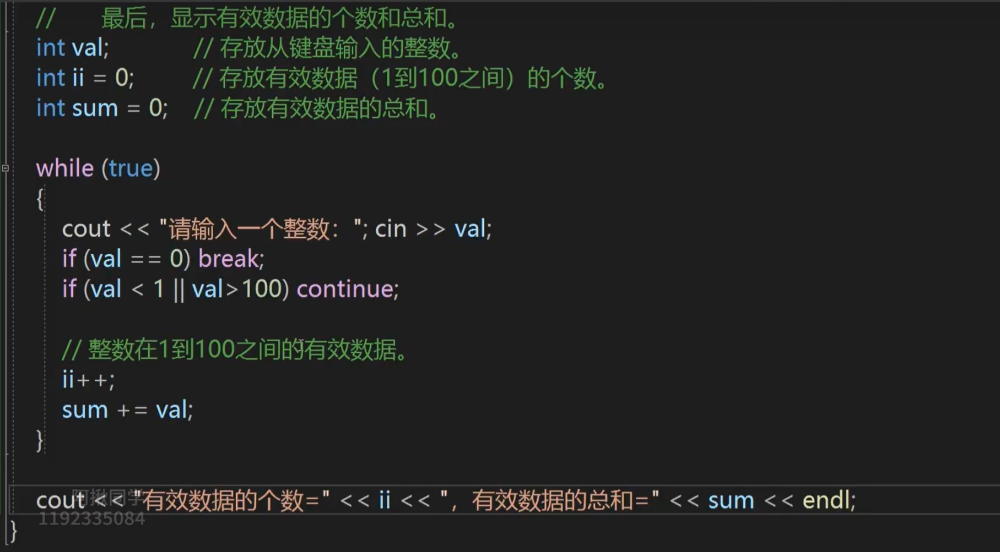 // 最后，显示有效数据的个数和总和。
int val; // 存放从键盘输入的整数。
int ii = 0; // 存放有效数据（1到100之间）的个数。
int sum = 0; // 存放有效数据的总和。
while (true)
{
cout << "请输入一个整数："; cin >> val;
if (val == 0) break;
if (val < 1 || val>100) continue;
// 整数在1到100之间的有效数据。
ii++;
sum += val;
}
cout << "有效数据的个数=" << ii << "，有效数据的总和=" << sum << endl;
阿揪同学
1192335084
}